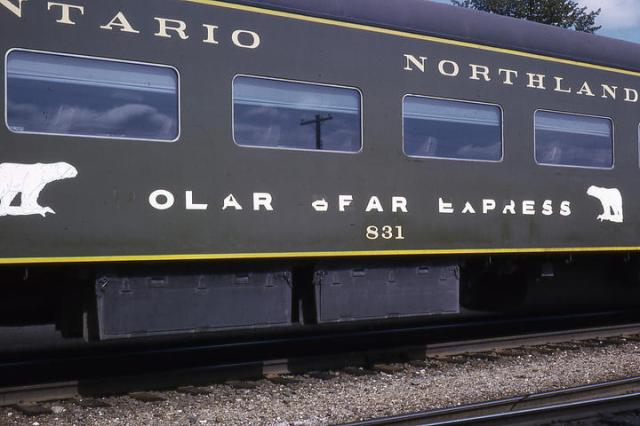 NTARIO NORTHLAND
OLAR BEAR EXPRESS
831